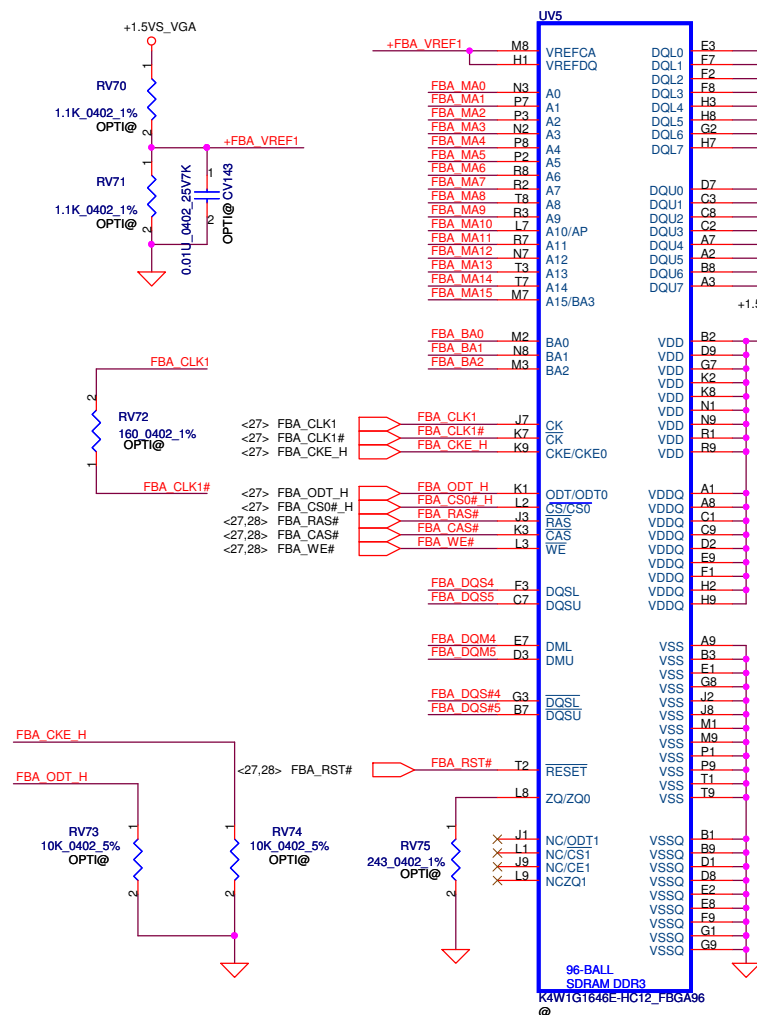 +1.5VS_VGA
1
RV70
1.1K_0402_1%
OPTI@
2
+FBA_VREF1
1
RV71
1.1K_0402_1%
OPTI@
2
1
2
0.01U_0402_25V7K
OPTI@ CV143
FBA_CLK1
2
RV72
160_0402_1%
OPTI@
1
FBA_CLK1#
FBA_CKE_H
FBA_ODT_H
1
RV73
10K_0402_5%
OPTI@
2
1
RV74
10K_0402_5%
OPTI@
2
1
RV75
243_0402_1%
OPTI@
2
<27> FBA_CLK1
<27> FBA_CLK1#
<27> FBA_CKE_H
<27> FBA_ODT_H
<27> FBA_CS0#_H
<27,28> FBA_RAS#
<27,28> FBA_CAS#
<27,28> FBA_WE#
<27,28> FBA_RST#
UV5
+FBA_VREF1 M8 VREFCA
H1 VREFDQ
FBA_MA0 N3 A0
FBA_MA1 P7 A1
FBA_MA2 P3 A2
FBA_MA3 N2 A3
FBA_MA4 P8 A4
FBA_MA5 P2 A5
FBA_MA6 R8 A6
FBA_MA7 R2 A7
FBA_MA8 T8 A8
FBA_MA9 R3 A9
FBA_MA10 L7 A10/AP
FBA_MA11 R7 A11
FBA_MA12 N7 A12
FBA_MA13 T3 A13
FBA_MA14 T7 A14
FBA_MA15 M7 A15/BA3
FBA_BA0 M2 BA0
FBA_BA1 N8 BA1
FBA_BA2 M3 BA2
FBA_CLK1 J7 CK
FBA_CLK1# K7 CK
FBA_CKE_H K9 CKE/CKE0
FBA_ODT_H K1 ODT/ODT0
FBA_CS0#_H L2 CS/CS0
FBA_RAS# J3 RAS
FBA_CAS# K3 CAS
FBA_WE# L3 WE
FBA_DQS4 F3 DQSL
FBA_DQS5 C7 DQSU
FBA_DQM4 E7 DML
FBA_DQM5 D3 DMU
FBA_DQS#4 G3 DQSL
FBA_DQS#5 B7 DQSU
FBA_RST# T2 RESET
L8 ZQ/ZQ0
J1 NC/ODT1
L1 NC/CS1
J9 NC/CE1
L9 NCZQ1
DQL0 E3
DQL1 F7
DQL2 F2
DQL3 F8
DQL4 H3
DQL5 H8
DQL6 G2
DQL7 H7
DQU0 D7
DQU1 C3
DQU2 C8
DQU3 C2
DQU4 A7
DQU5 A2
DQU6 B8
DQU7 A3
+1.5
VDD B2
VDD D9
VDD G7
VDD K2
VDD K8
VDD N1
VDD N9
VDD R1
VDD R9
VDDQ A1
VDDQ A8
VDDQ C1
VDDQ C9
VDDQ D2
VDDQ E9
VDDQ F1
VDDQ H2
VDDQ H9
VSS A9
VSS B3
VSS E1
VSS G8
VSS J2
VSS J8
VSS M1
VSS M9
VSS P1
VSS P9
VSS T1
VSS T9
VSSQ B1
VSSQ B9
VSSQ D1
VSSQ D8
VSSQ E2
VSSQ E8
VSSQ F9
VSSQ G1
VSSQ G9
96-BALL
SDRAM DDR3
K4W1G1646E-HC12_FBGA96
@